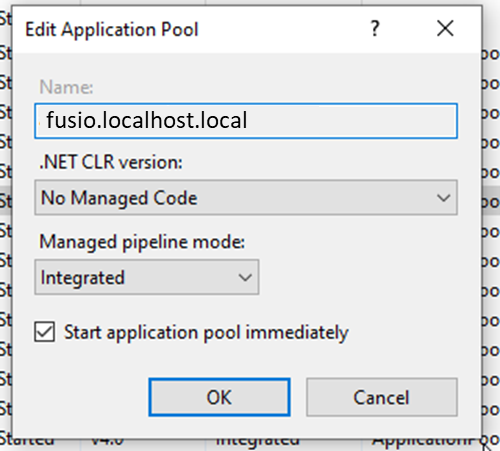 Edit Application Pool
?
Name:
fusio.localhost.local
.NET CLR version:
No Managed Code
Managed pipeline mode:
Integrated
Start application pool immediately
OK
Cancel
Started v4.0 Integrated ApplicationPoo